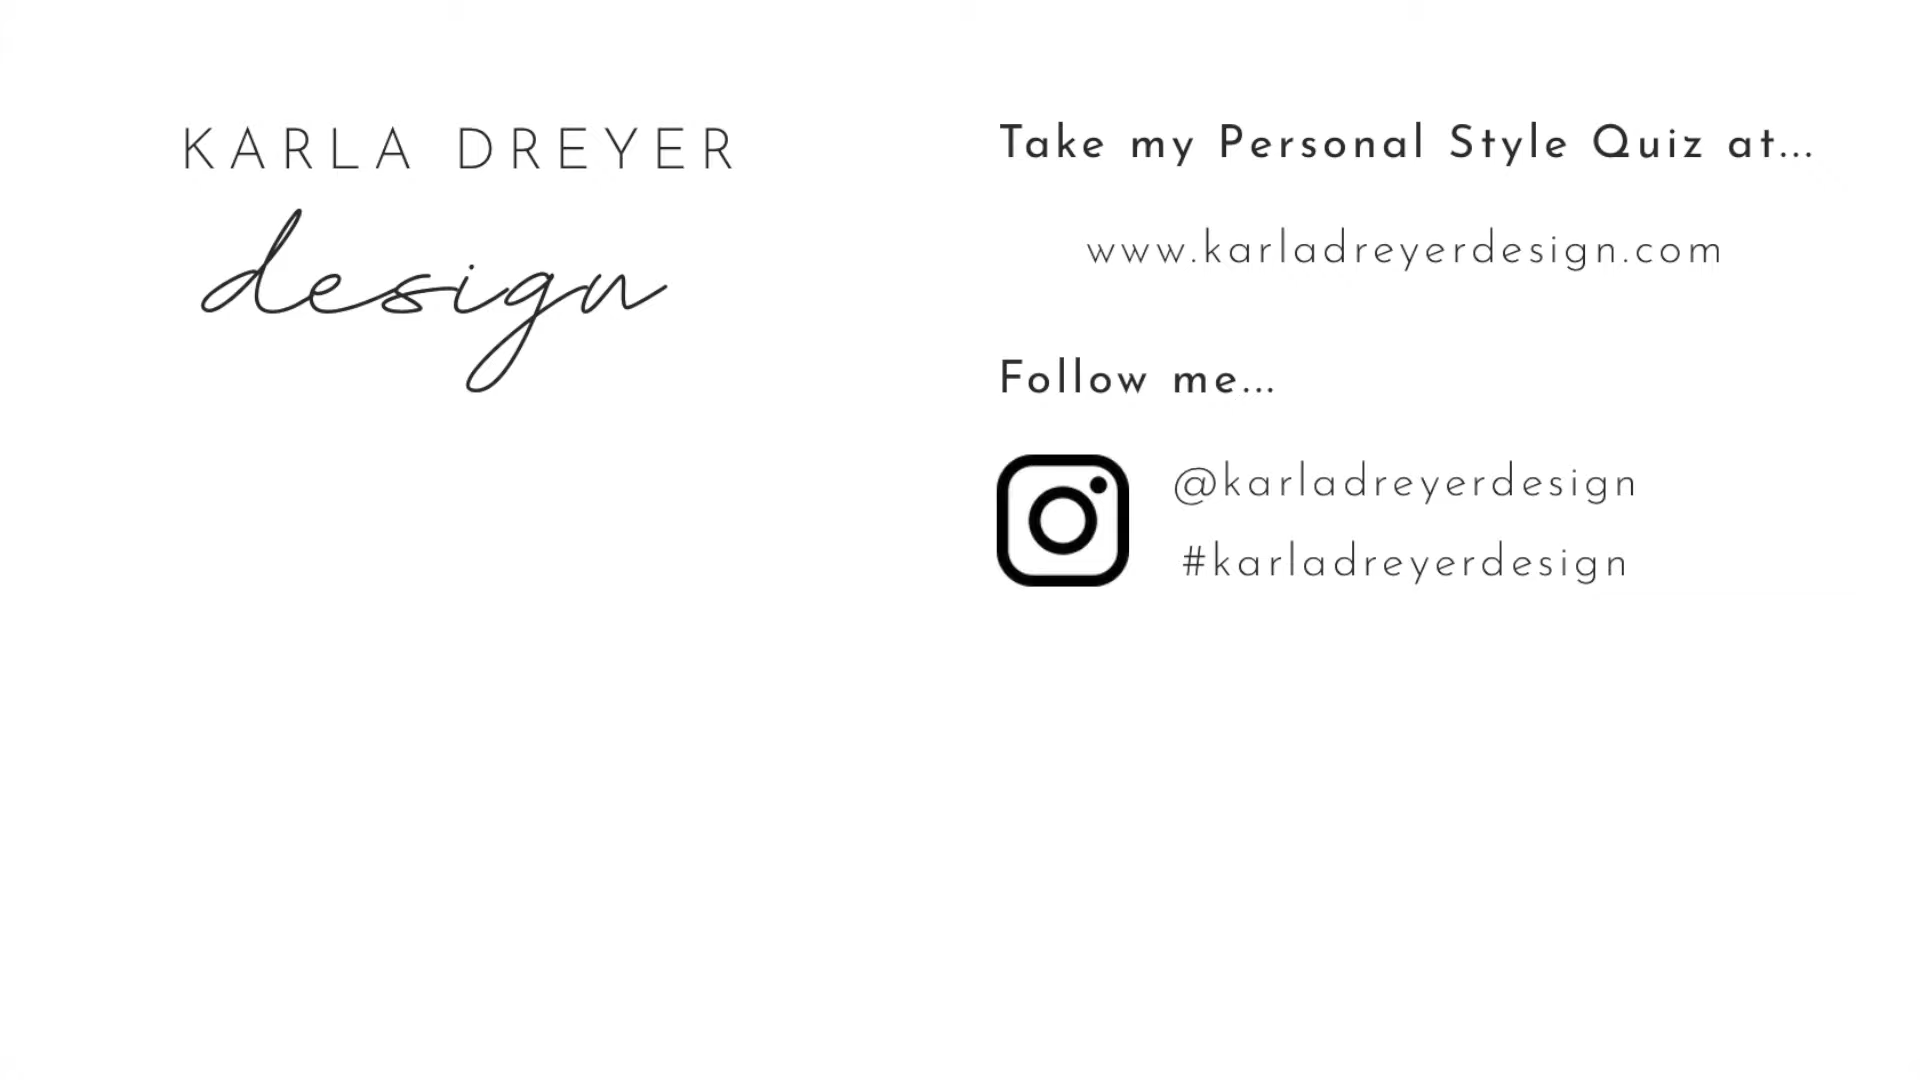 KARLA DREYER
design
Take my Personal Style Quiz at...
www.karladreyerdesign.com
Follow me...
@karladreyerdesign
#karladreyerdesign